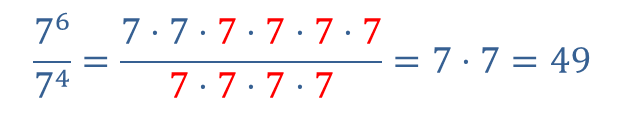 7⁶/7⁴ = (7 · 7 · 7 · 7 · 7 · 7)/(7 · 7 · 7 · 7) = 7 · 7 = 49